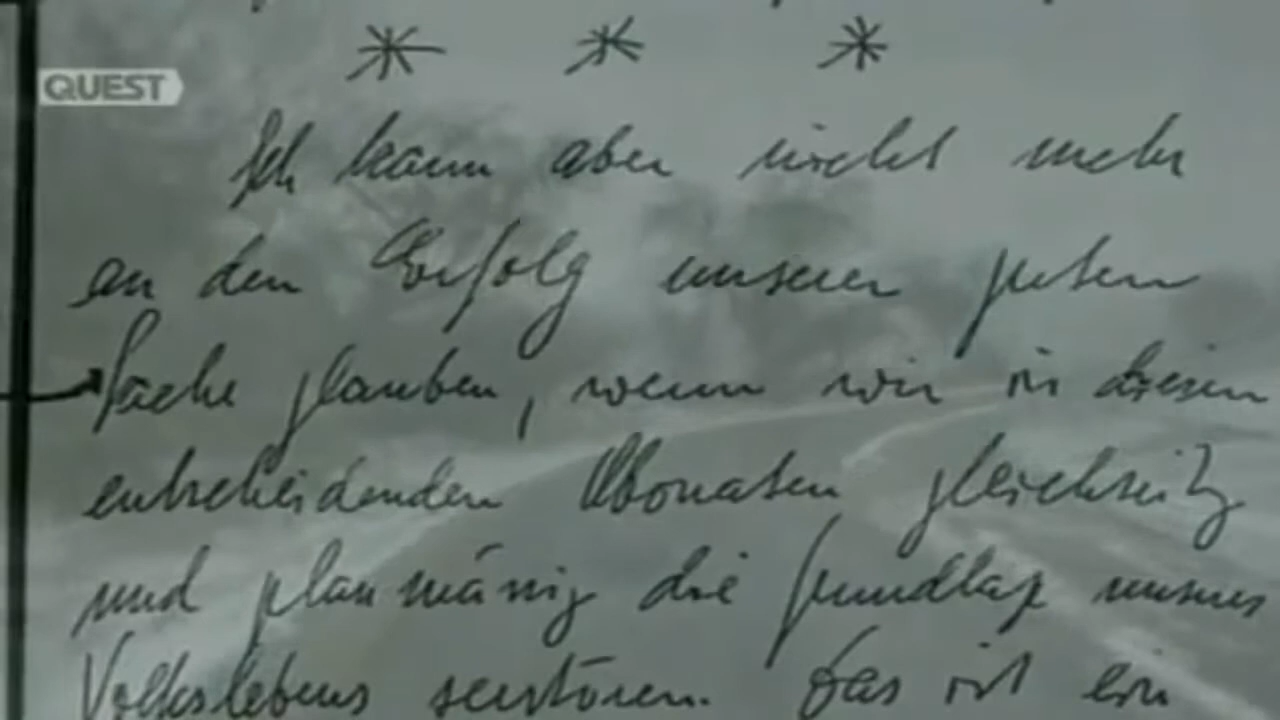 * * *
QUEST
Ich kann aber nicht mehr
an den Erfolg unserer guten
Sache glauben, wenn wir in diesen
entscheidenden Monaten gleichzeitig
und planmäßig die Grundlage unseres
Volkslebens zerstören. Das ist ein